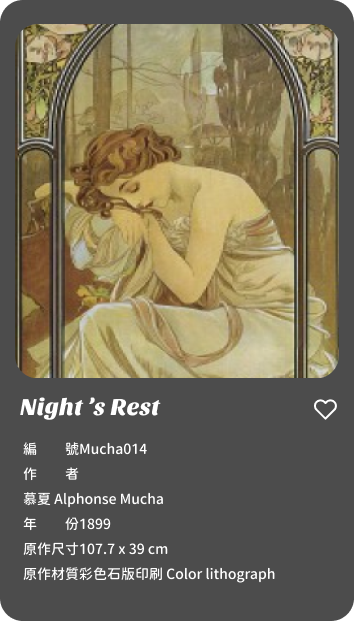 Night 's Rest
編　　號Mucha014
作　　者
慕夏 Alphonse Mucha
年　　份1899
原作尺寸107.7 x 39 cm
原作材質彩色石版印刷 Color lithograph